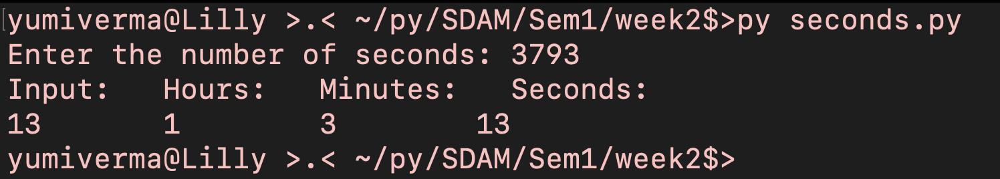 [yumiverma@Lilly >.< ~/py/SDAM/Sem1/week2$>py seconds.py
Enter the number of seconds: 3793
Input:   Hours:   Minutes:   Seconds:
13       1        3        13
yumiverma@Lilly >.< ~/py/SDAM/Sem1/week2$>